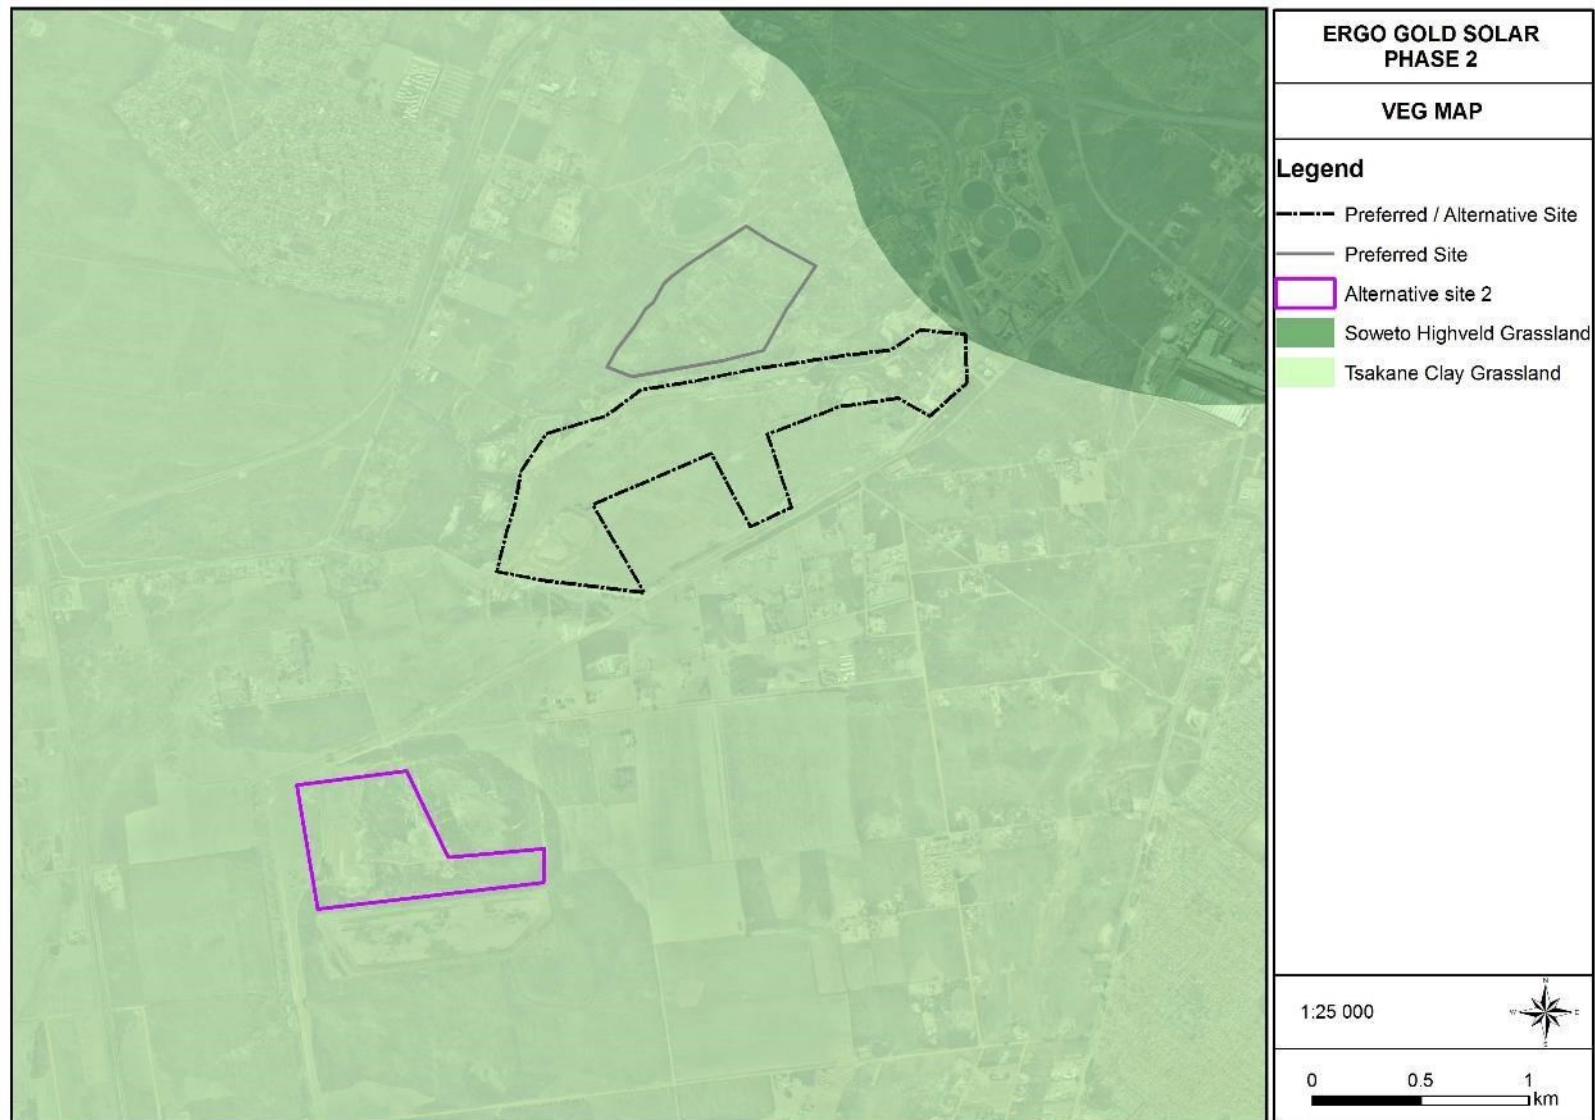 ERGO GOLD SOLAR
PHASE 2
VEG MAP
Legend
Preferred / Alternative Site
Preferred Site
Alternative site 2
Soweto Highveld Grassland
Tsakane Clay Grassland
1:25 000
N
W E
S
0 0.5 1
km